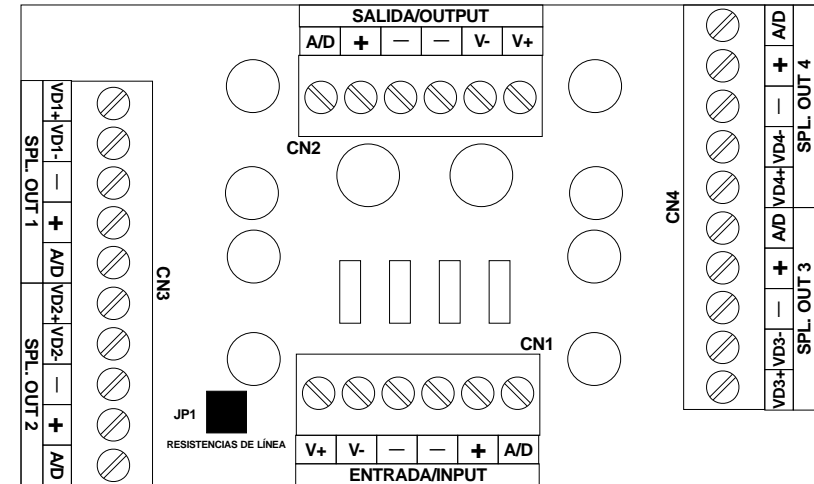 SALIDA/OUTPUT
A/D + — — V- V+
CN2
SPL. OUT 1
VD1+ VD1- — + A/D
SPL. OUT 2
VD2+ VD2- — + A/D
CN3
SPL. OUT 4
A/D + — VD4- VD4+
SPL. OUT 3
A/D + — VD3- VD3+
CN4
CN1
JP1
RESISTENCIAS DE LÍNEA
V+ V- — — + A/D
ENTRADA/INPUT